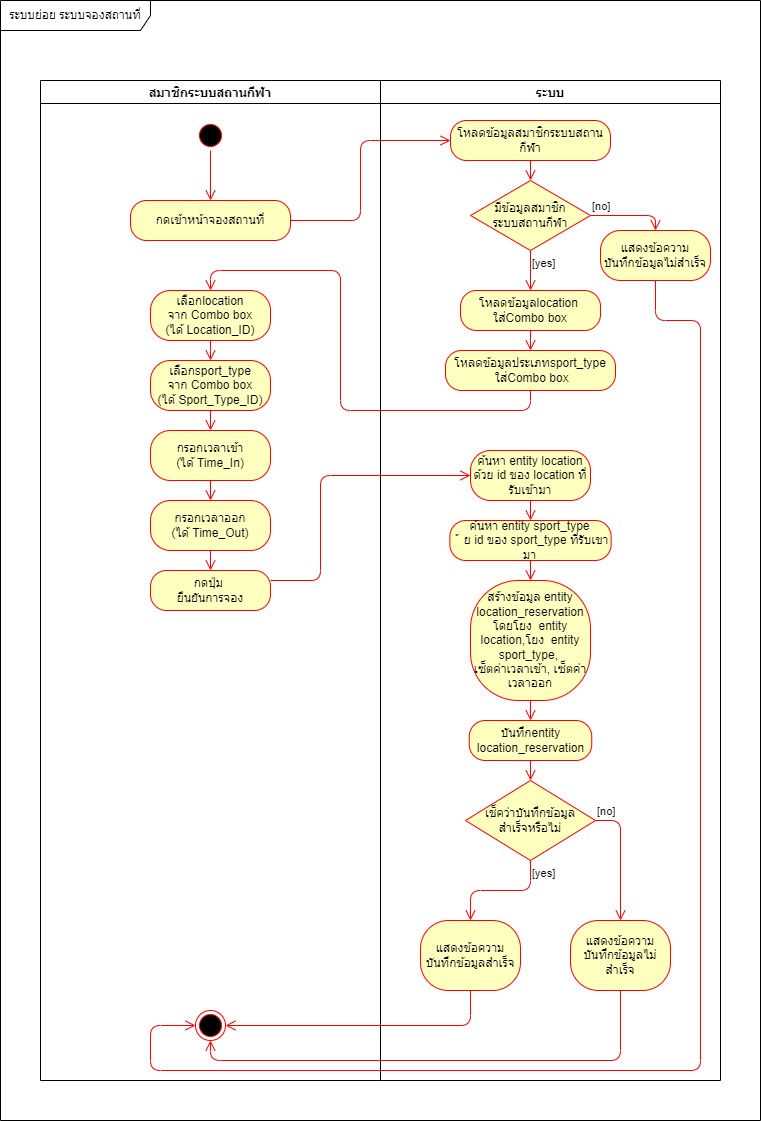 ระบบย่อย ระบบจองสถานที่
สมาชิกระบบสถานกีฬา
ระบบ
กดเข้าหน้าจองสถานที่
โหลดข้อมูลสมาชิกระบบสถาน
กีฬา
มีข้อมูลสมาชิก
ระบบสถานกีฬา
[no]
[yes]
แสดงข้อความ
บันทึกข้อมูลไม่สำเร็จ
โหลดข้อมูลlocation
ใส่Combo box
โหลดข้อมูลประเภทsport_type
ใส่Combo box
เลือกlocation
จาก Combo box
(ได้ Location_ID)
เลือกsport_type
จาก Combo box
(ได้ Sport_Type_ID)
กรอกเวลาเข้า
(ได้ Time_In)
กรอกเวลาออก
(ได้ Time_Out)
กดปุ่ม
ยืนยันการจอง
ค้นหา entity location
ด้วย id ของ location ที่
รับเข้ามา
ค้นหา entity sport_type
ย id ของ sport_type ที่รับเขา
มา
สร้างข้อมูล entity
location_reservation
โดยโยง entity
location,โยง entity
sport_type,
เซ็ตค่าเวลาเข้า, เซ็ตค่า
เวลาออก
บันทึกentity
location_reservation
เช็คว่าบันทึกข้อมูล
สำเร็จหรือไม่
[no]
[yes]
แสดงข้อความ
บันทึกข้อมูลสำเร็จ
แสดงข้อความ
บันทึกข้อมูลไม่
สำเร็จ